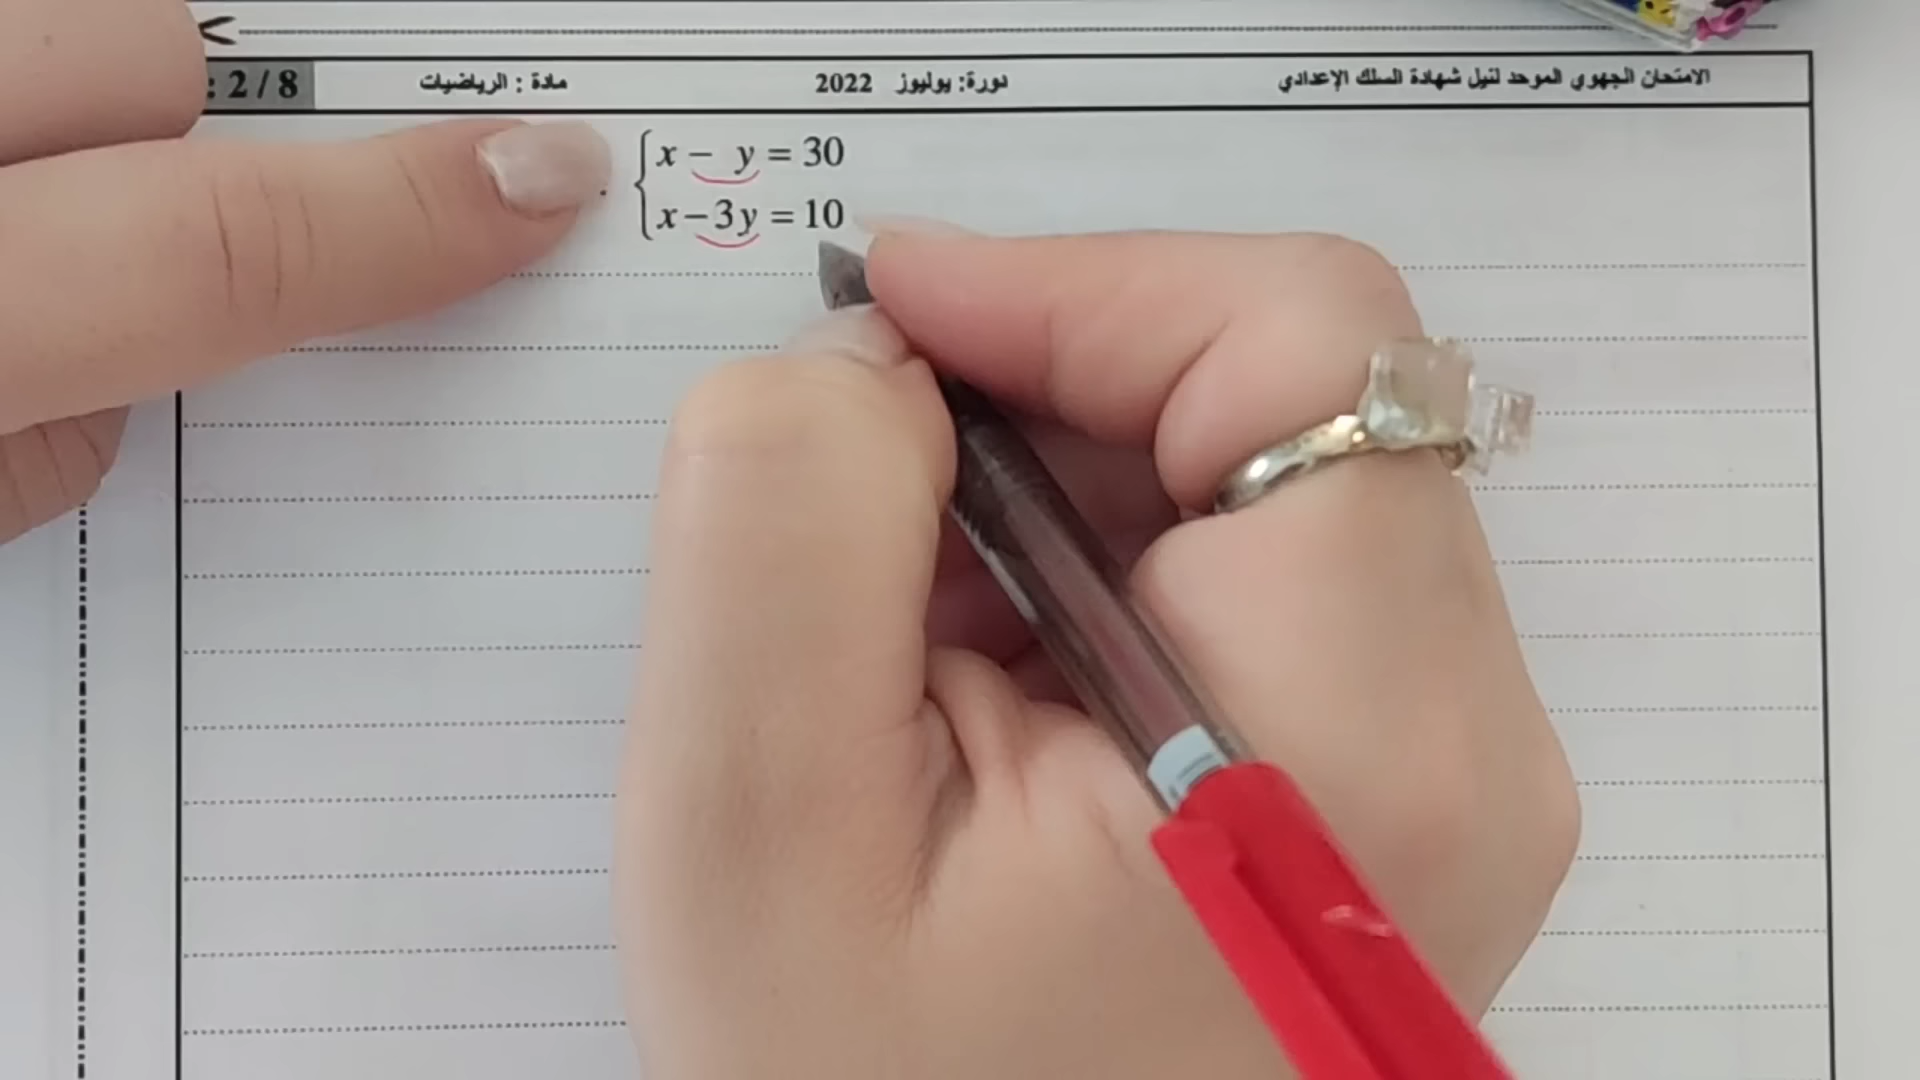 الامتحان الجهوي الموحد لنيل شهادة السلك الإعدادي دورة: يوليوز 2022 مادة : الرياضيات : 2 / 8
x - y = 30
x - 3y = 10